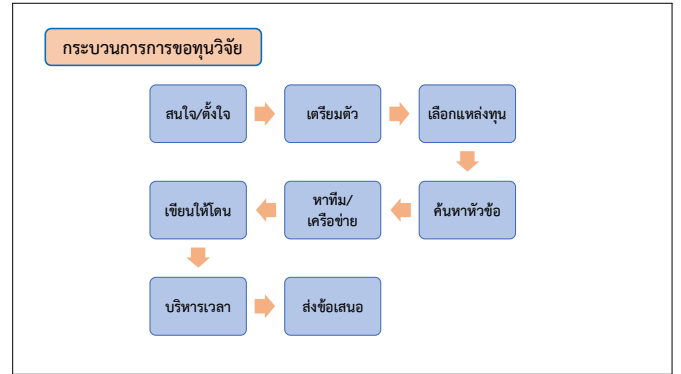 กระบวนการการขอทุนวิจัย
สนใจ/ตั้งใจ
เตรียมตัว
เลือกแหล่งทุน
ค้นหาหัวข้อ
หาทีม/
เครือข่าย
เขียนให้โดน
บริหารเวลา
ส่งข้อเสนอ